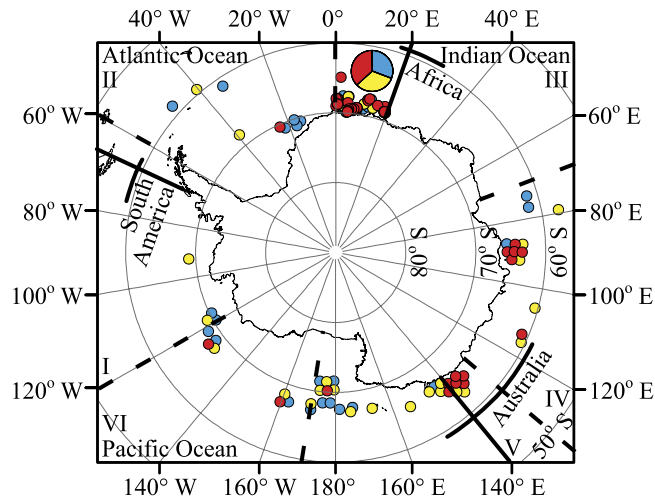 40° W
20° W
0°
20° E
40° E
Atlantic Ocean
Indian Ocean
II
III
Africa
60° W
60° E
South
America
80° W
80° E
80° S
70° S
60° S
100° W
100° E
I
Australia
120° W
120° E
IV
VI
50° S
Pacific Ocean
V
140° W
160° W
180°
160° E
140° E